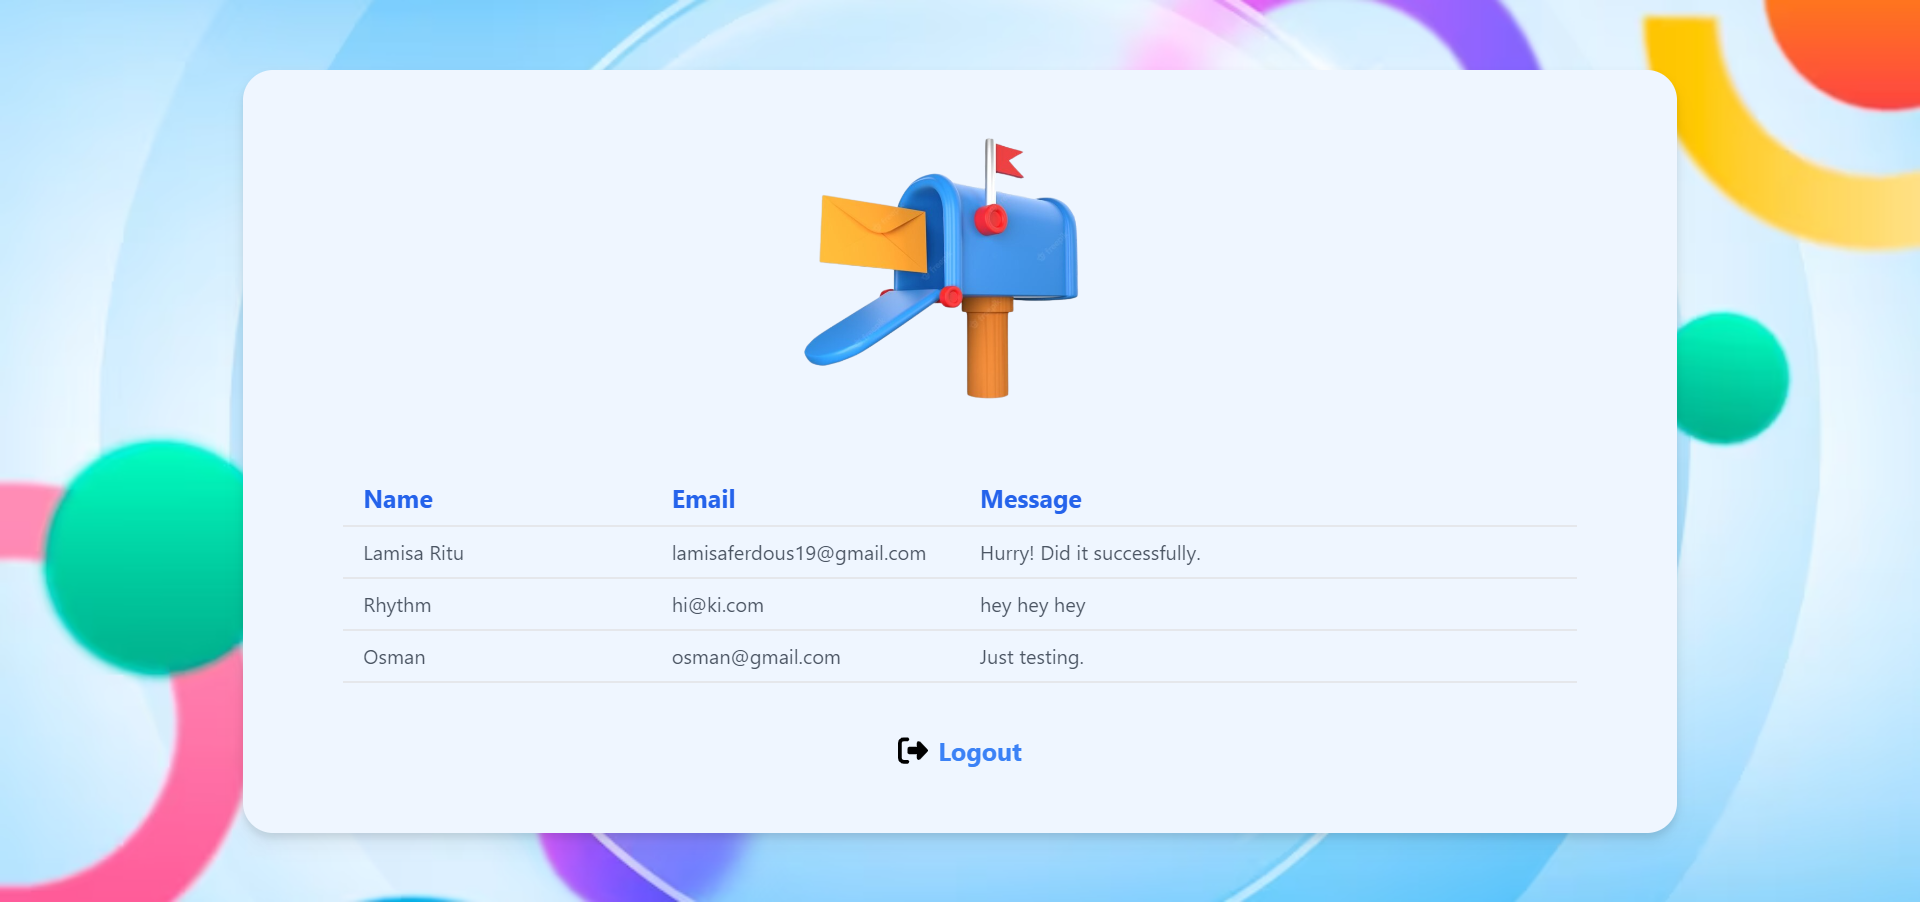 Name Email Message
Lamisa Ritu lamisaferdous19@gmail.com Hurry! Did it successfully.
Rhythm hi@ki.com hey hey hey
Osman osman@gmail.com Just testing.
Logout